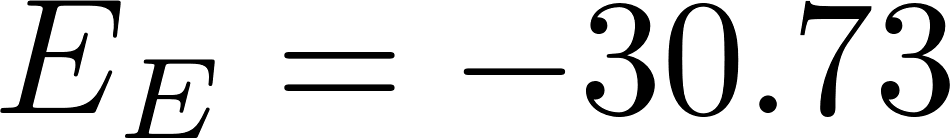 $E_E = -30.73$